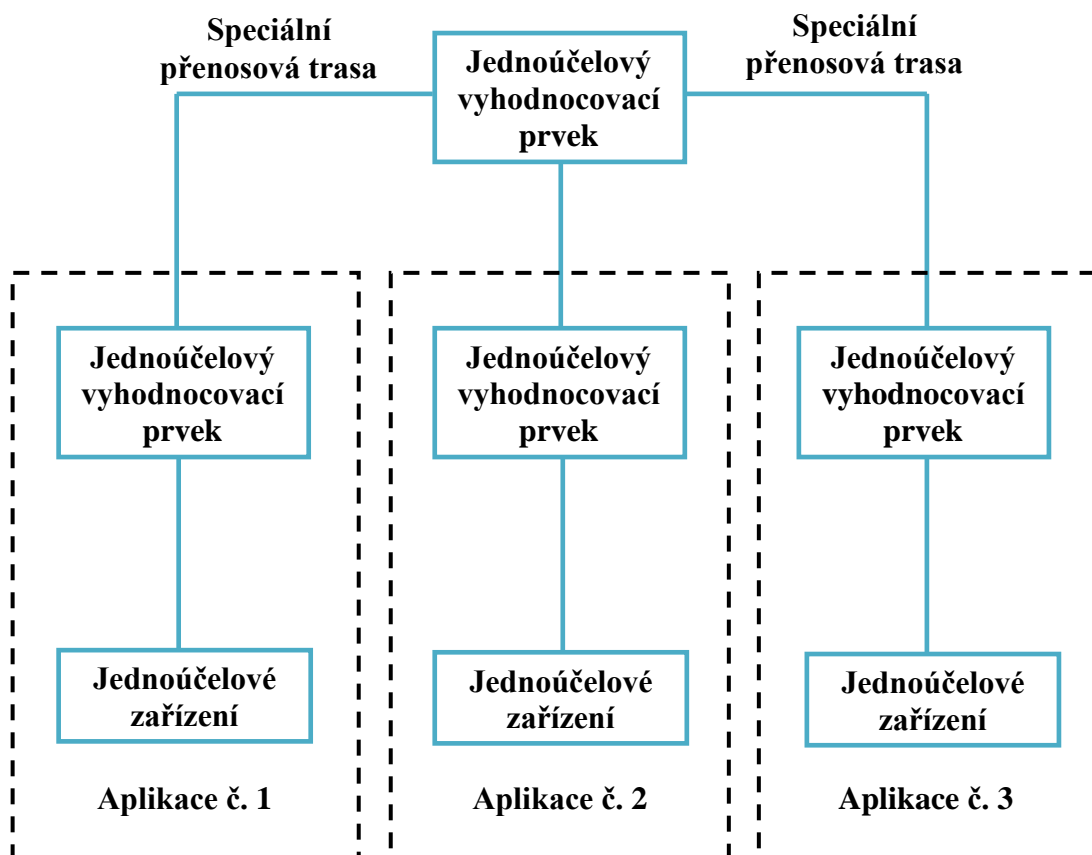 Speciální
přenosová trasa
Jednoúčelový
vyhodnocovací
prvek
Speciální
přenosová trasa
Jednoúčelový
vyhodnocovací
prvek
Jednoúčelový
vyhodnocovací
prvek
Jednoúčelový
vyhodnocovací
prvek
Jednoúčelové
zařízení
Jednoúčelové
zařízení
Jednoúčelové
zařízení
Aplikace č. 1
Aplikace č. 2
Aplikace č. 3